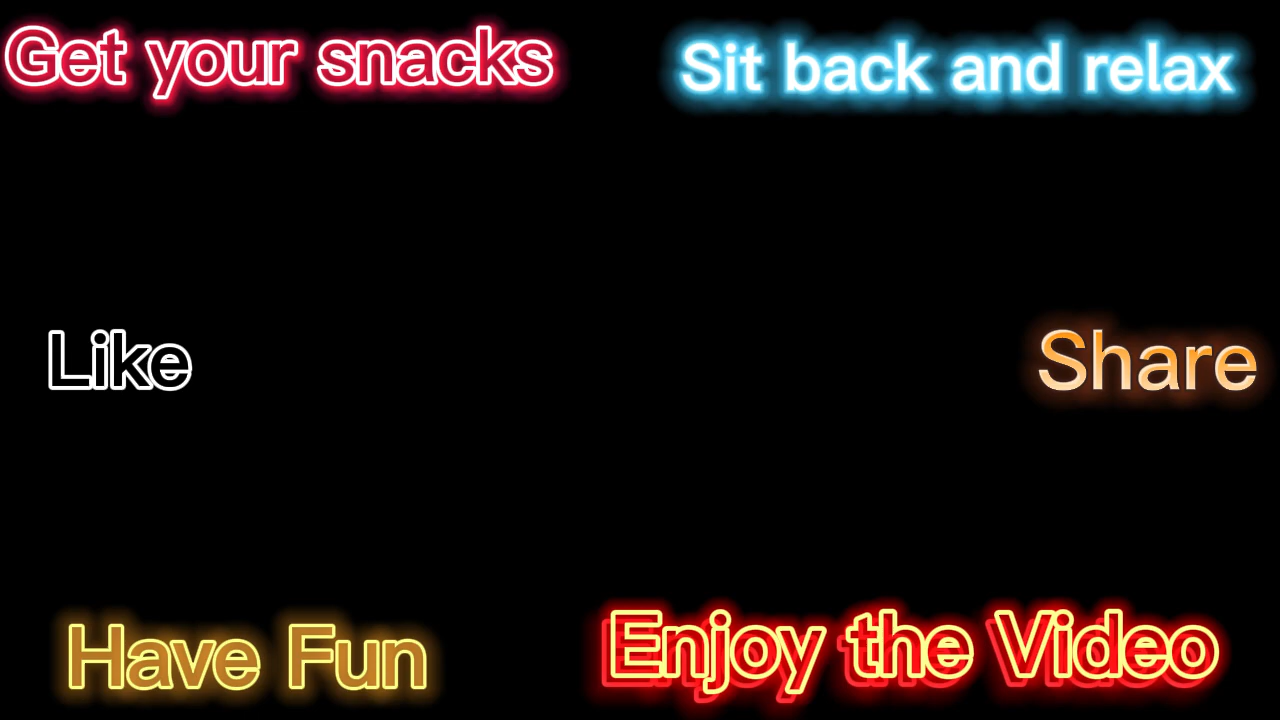 Get your snacks
Sit back and relax
Like
Share
Have Fun
Enjoy the Video